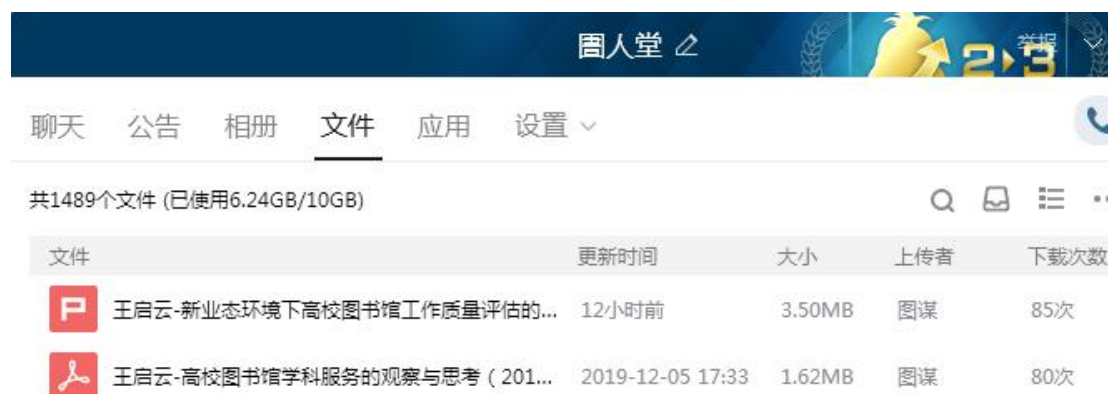 圕人堂
2 3 举报
聊天 公告 相册 文件 应用 设置
共1489个文件 (已使用6.24GB/10GB)
文件 更新时间 大小 上传者 下载次数
王启云-新业态环境下高校图书馆工作质量评估的... 12小时前 3.50MB 图谋 85次
王启云-高校图书馆学科服务的观察与思考 ( 201... 2019-12-05 17:33 1.62MB 图谋 80次